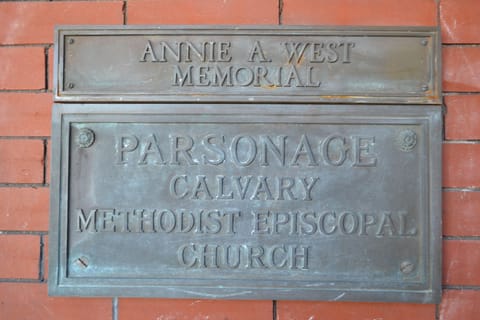 ANNIE A. WEST
MEMORIAL
PARSONAGE
CALVARY
METHODIST EPISCOPAL
CHURCH